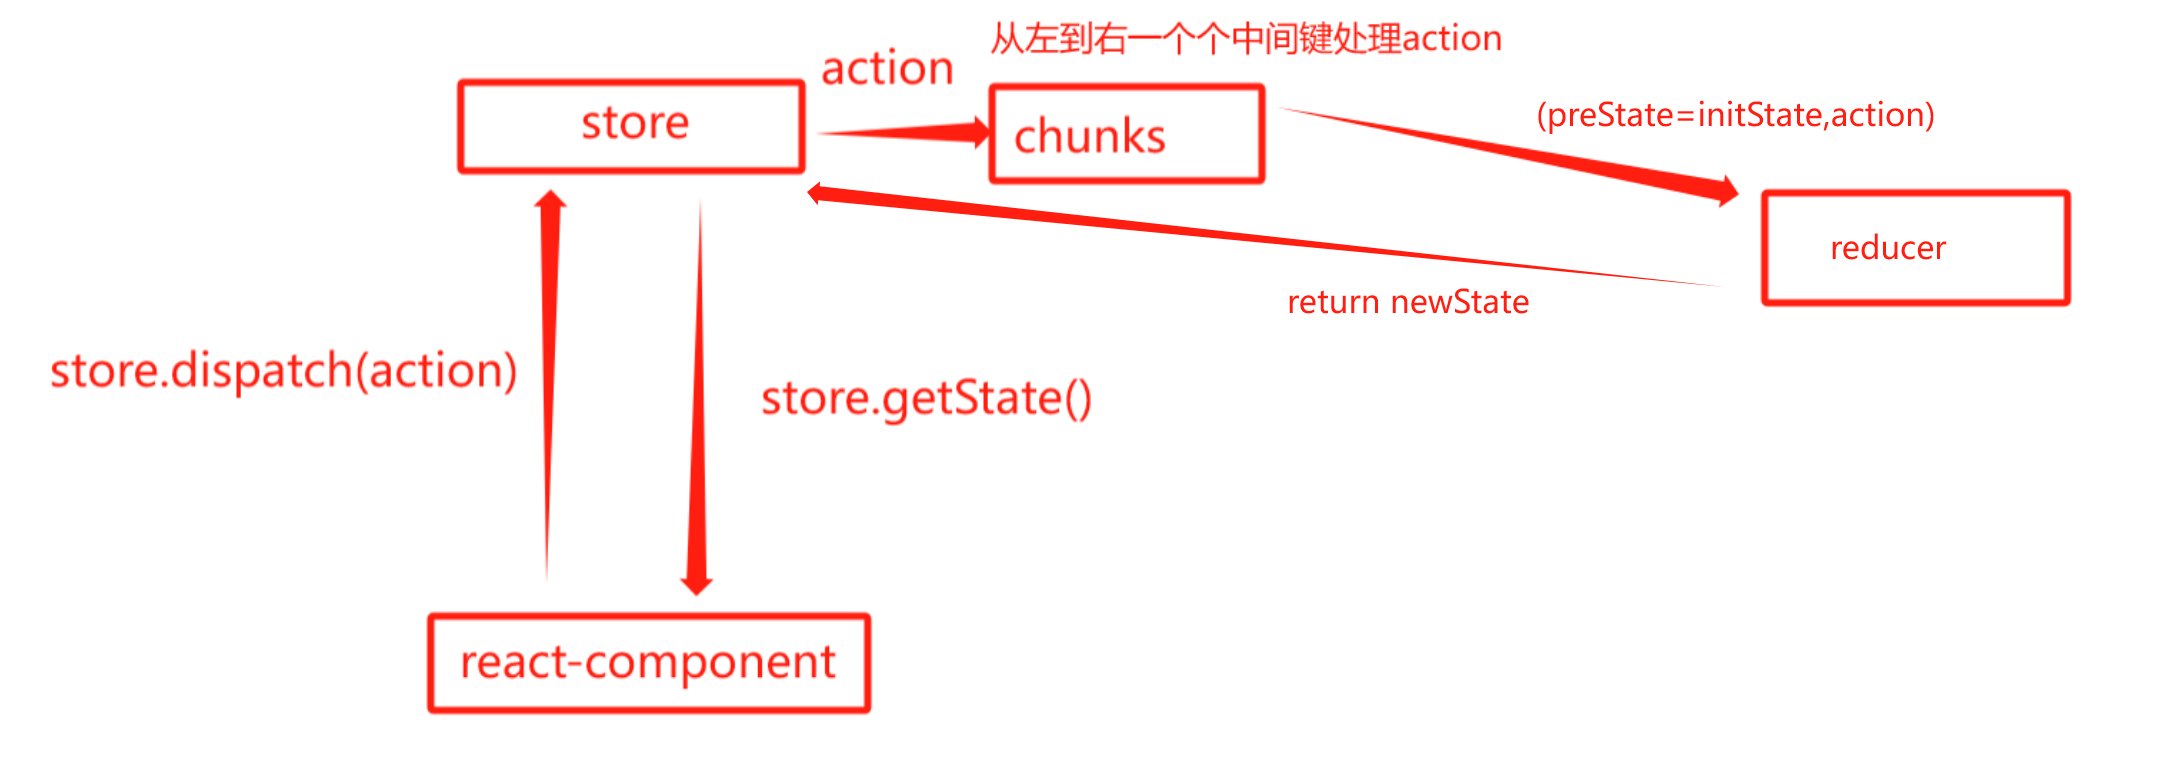 从左到右一个个中间键处理action
action
store
chunks
(preState=initState,action)
reducer
return newState
store.dispatch(action)
store.getState()
react-component